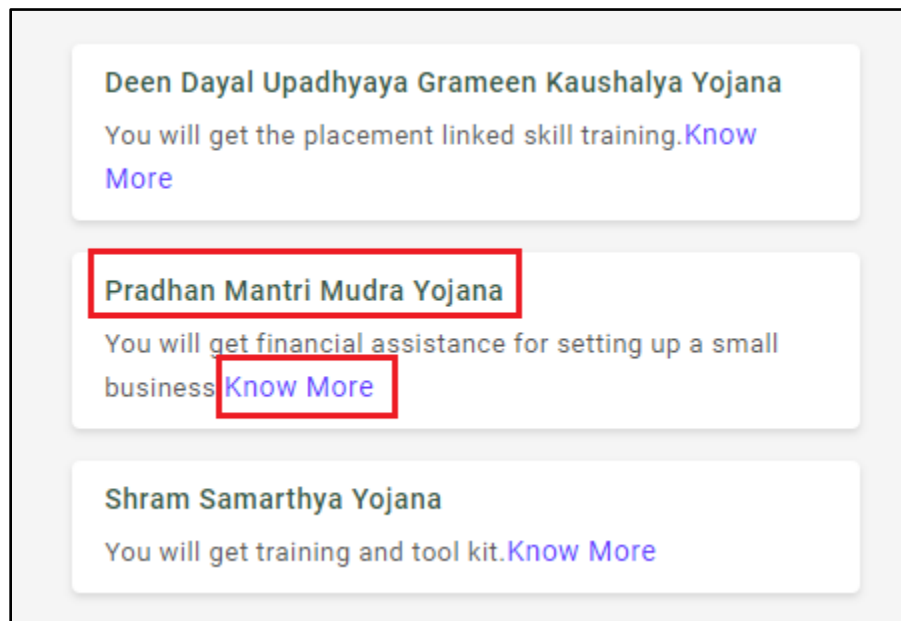 Deen Dayal Upadhyaya Grameen Kaushalya Yojana
You will get the placement linked skill training.Know
More
Pradhan Mantri Mudra Yojana
You will get financial assistance for setting up a small
business Know More
Shram Samarthya Yojana
You will get training and tool kit.Know More